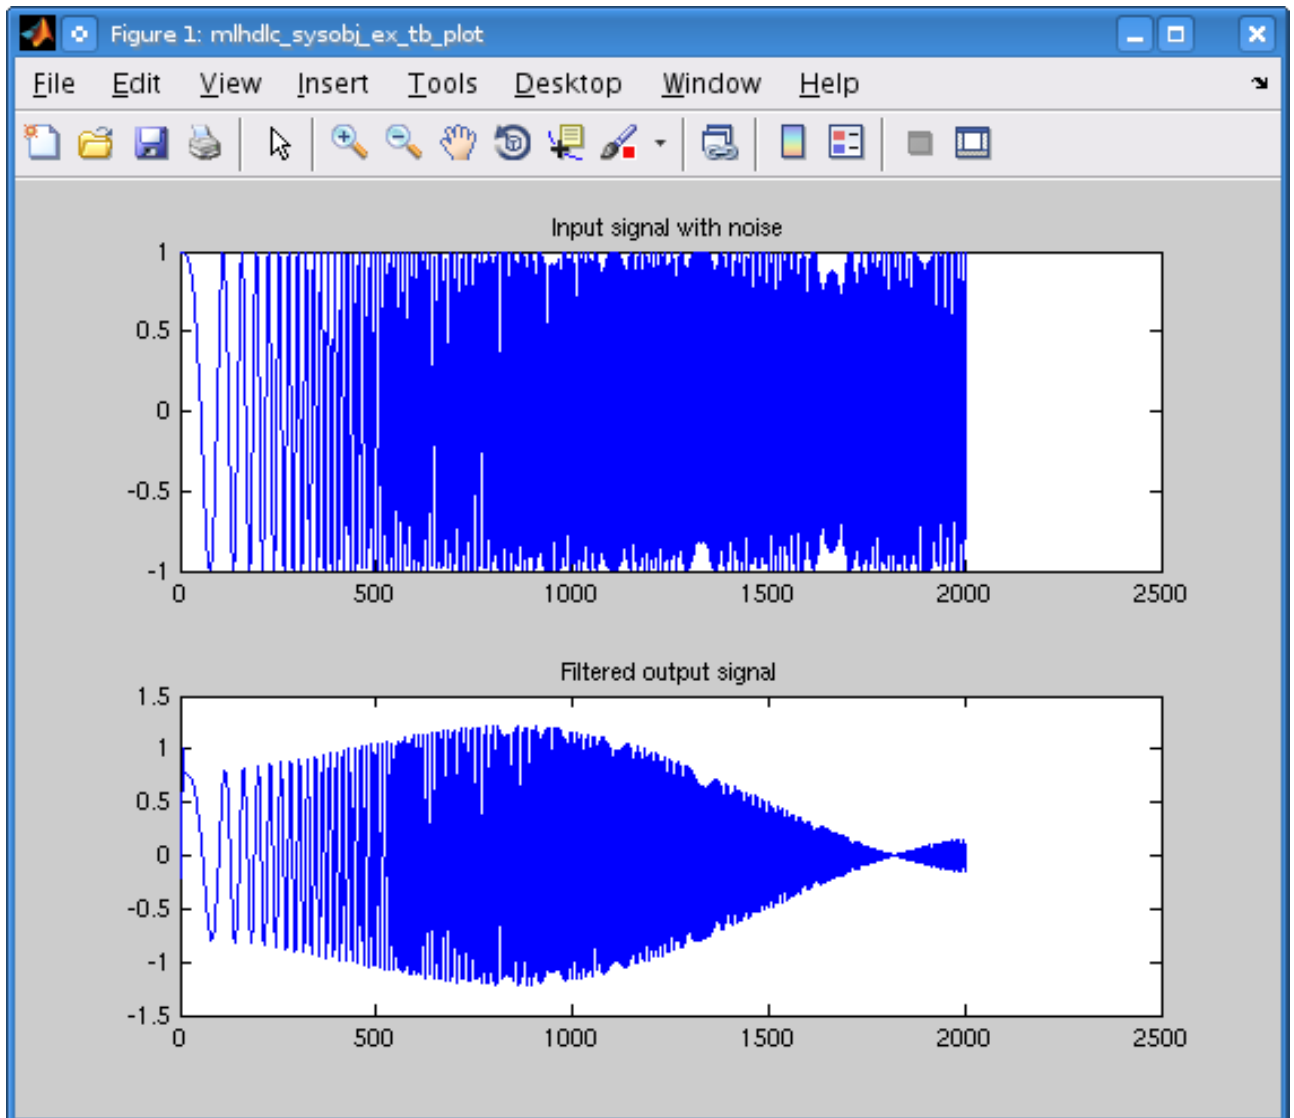 Figure 1: mlhdlc_sysobj_ex_tb_plot
File Edit View Insert Tools Desktop Window Help
Input signal with noise
1
0.5
0
-0.5
-1
0 500 1000 1500 2000 2500
Filtered output signal
1.5
1
0.5
0
-0.5
-1
-1.5
0 500 1000 1500 2000 2500